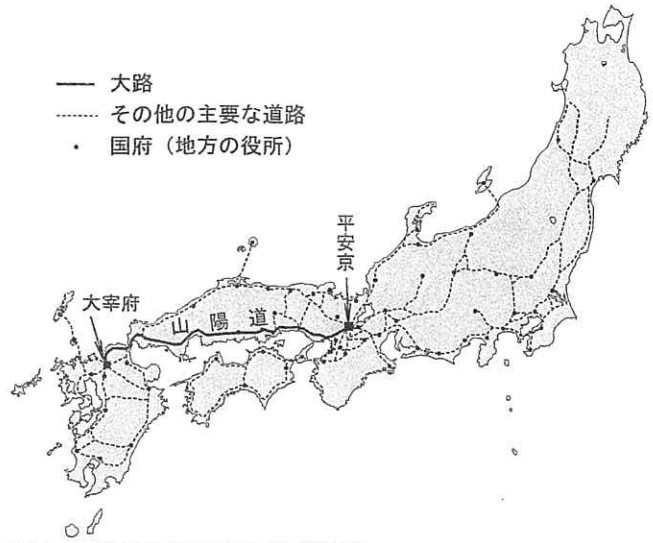 大路
その他の主要な道路
国府（地方の役所）
平安京
大宰府
山陽道